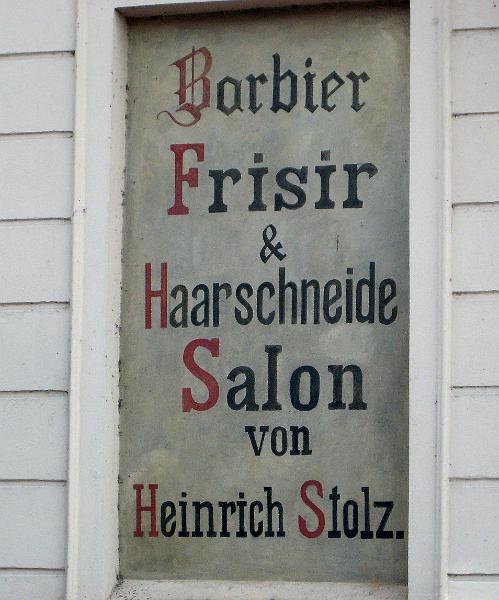 Barbier
Frisir
&
Haarschneide
Salon
von
Heinrich Stolz.